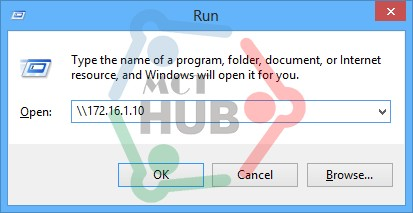 Run
Type the name of a program, folder, document, or Internet
resource, and Windows will open it for you.
Open:
\\172.16.1.10
MCT
HUB
OK
Cancel
Browse...